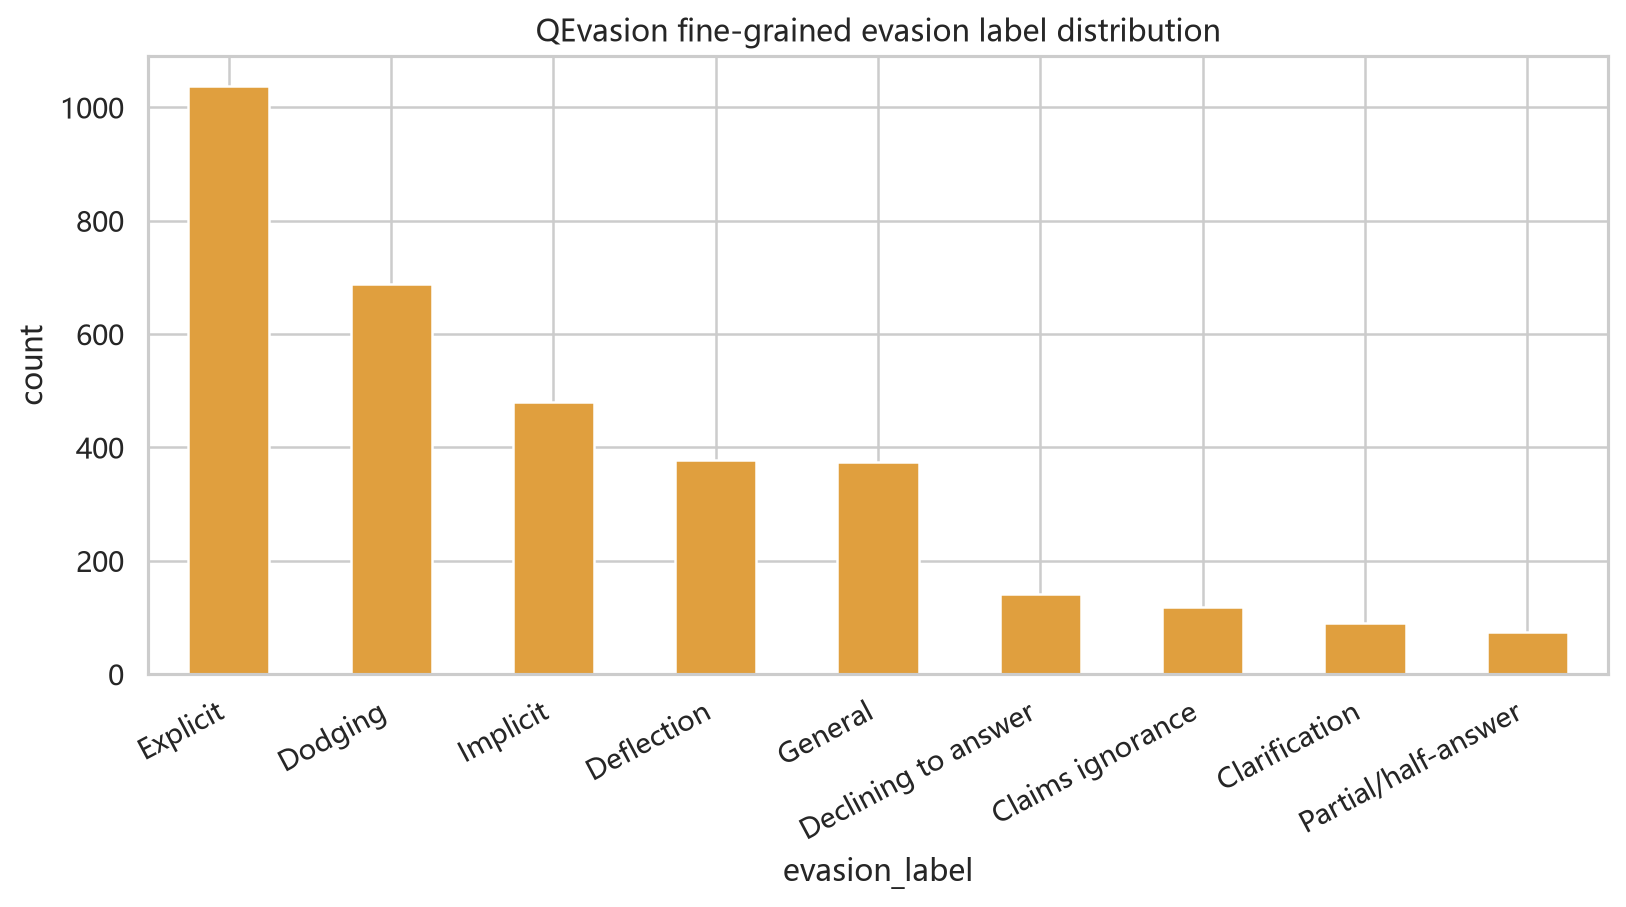 QEvasion fine-grained evasion label distribution
count
1000
800
600
400
200
0
Explicit
Dodging
Implicit
Deflection
General
Declining to answer
Claims ignorance
Clarification
Partial/half-answer
evasion_label